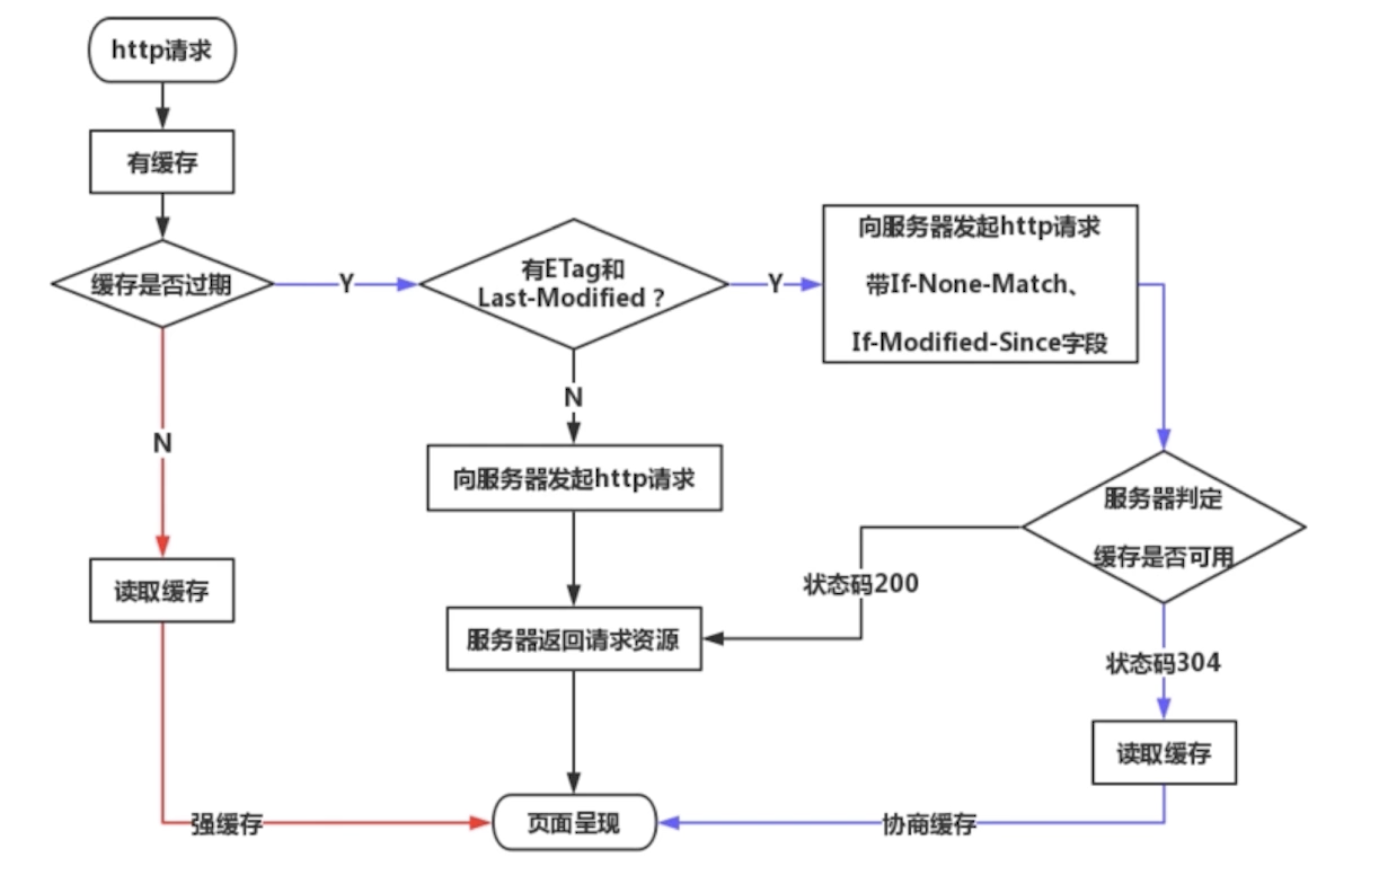 http请求
有缓存
缓存是否过期
Y
有ETag和
Last-Modified？
Y
向服务器发起http请求
带If-None-Match、
If-Modified-Since字段
N
N
向服务器发起http请求
服务器判定
缓存是否可用
状态码200
读取缓存
服务器返回请求资源
状态码304
读取缓存
强缓存
页面呈现
协商缓存